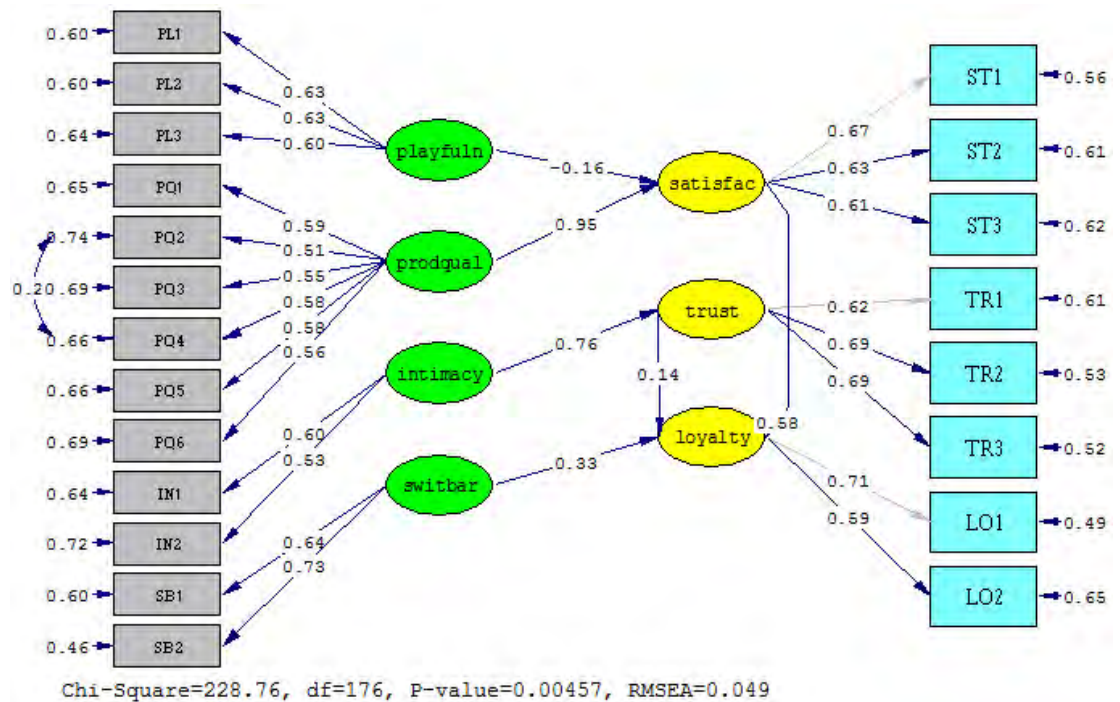 0.60 PL1
0.60 PL2
0.64 PL3
0.65 PQ1
0.74 PQ2
0.20 0.69 PQ3
0.66 PQ4
0.66 PQ5
0.69 PQ6
0.64 IN1
0.72 IN2
0.60 SB1
0.46 SB2
0.63
0.63
0.60
0.59
0.51
0.55
0.58
0.58
0.56
0.60
0.53
0.64
0.73
playfuln
prodgual
intimacy
switbar
-0.16
0.95
0.76
0.33
satisfac
trust
0.14
loyalty
0.58
0.67
0.63
0.61
0.62
0.69
0.69
0.71
0.59
ST1 0.56
ST2 0.61
ST3 0.62
TR1 0.61
TR2 0.53
TR3 0.52
LO1 0.49
LO2 0.65
Chi-Square=228.76, df=176, P-value=0.00457, RMSEA=0.049